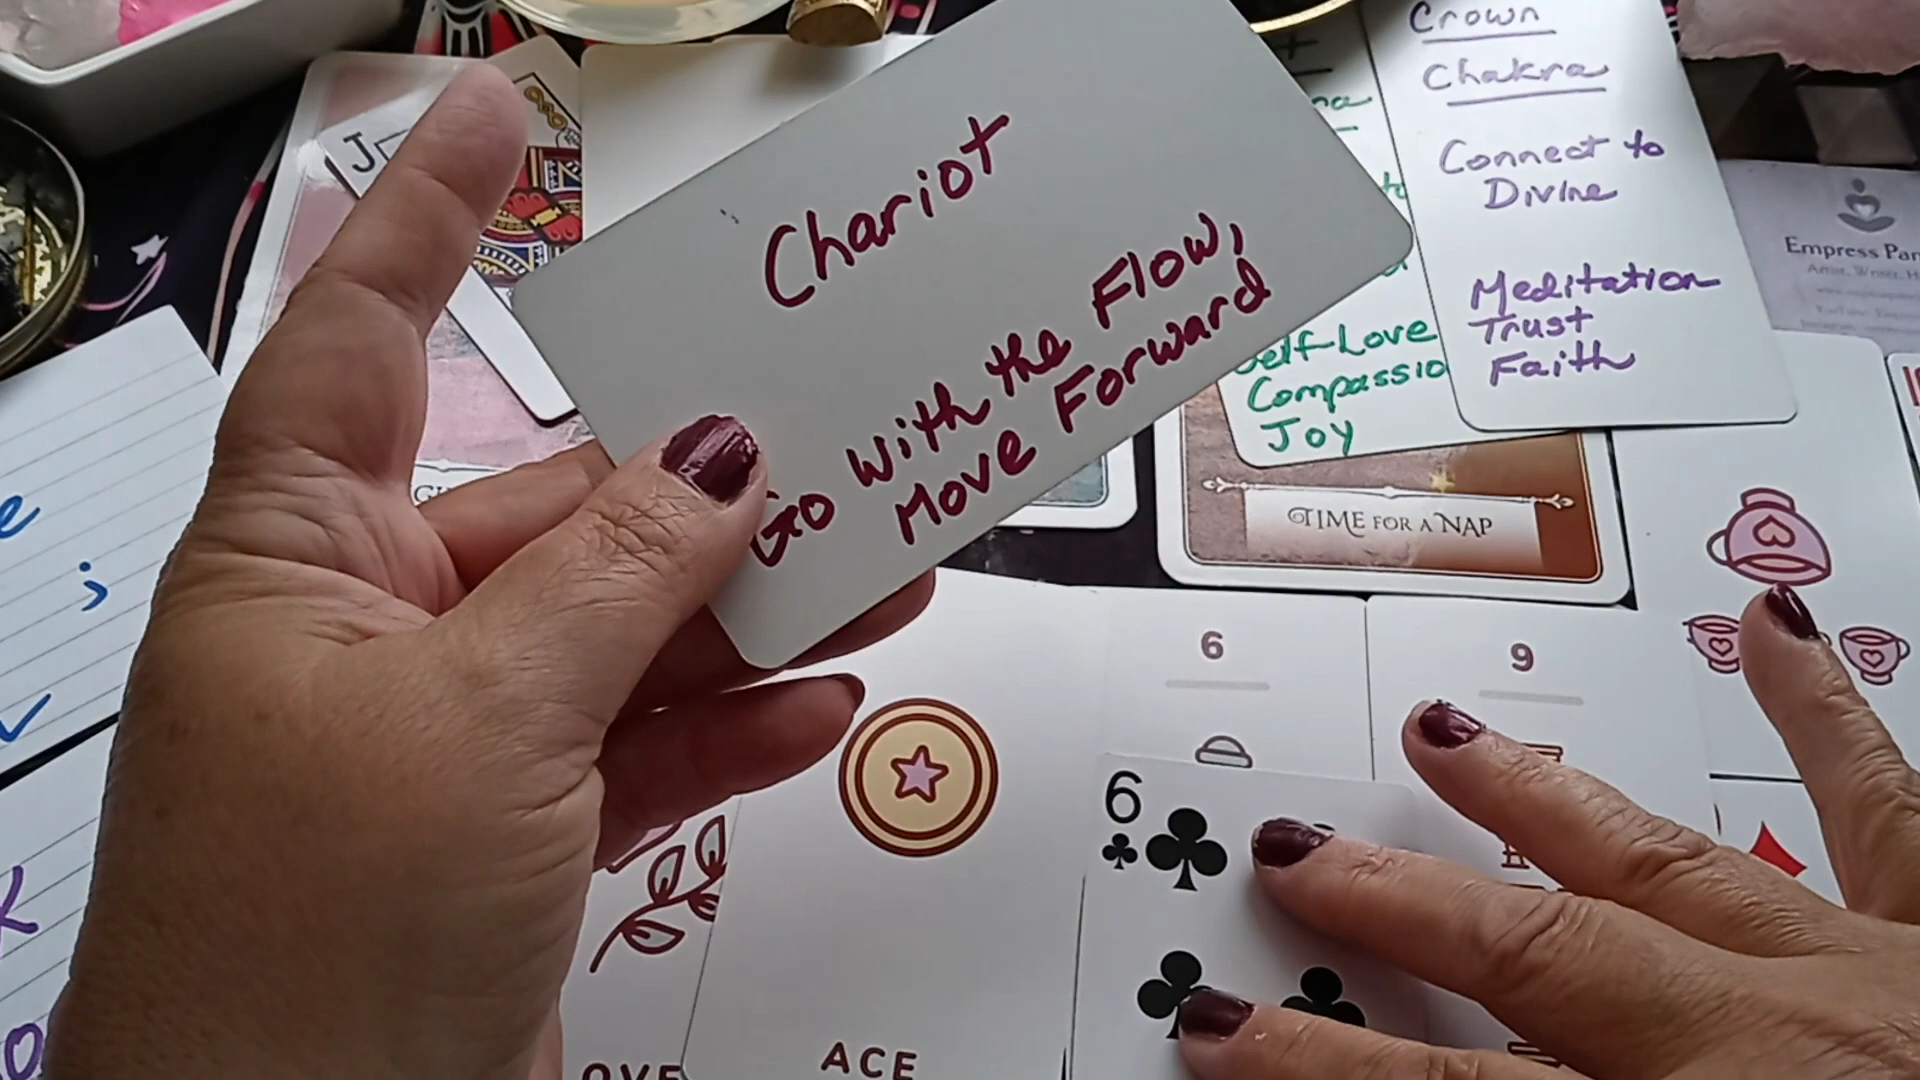 Chariot
Go with the Flow,
Move Forward
Crown
Chakra
Connect to
Divine
Meditation
Trust
Faith
Self-Love
Compassio
Joy
TIME FOR A NAP
Empress
J
6
9
6
ACE